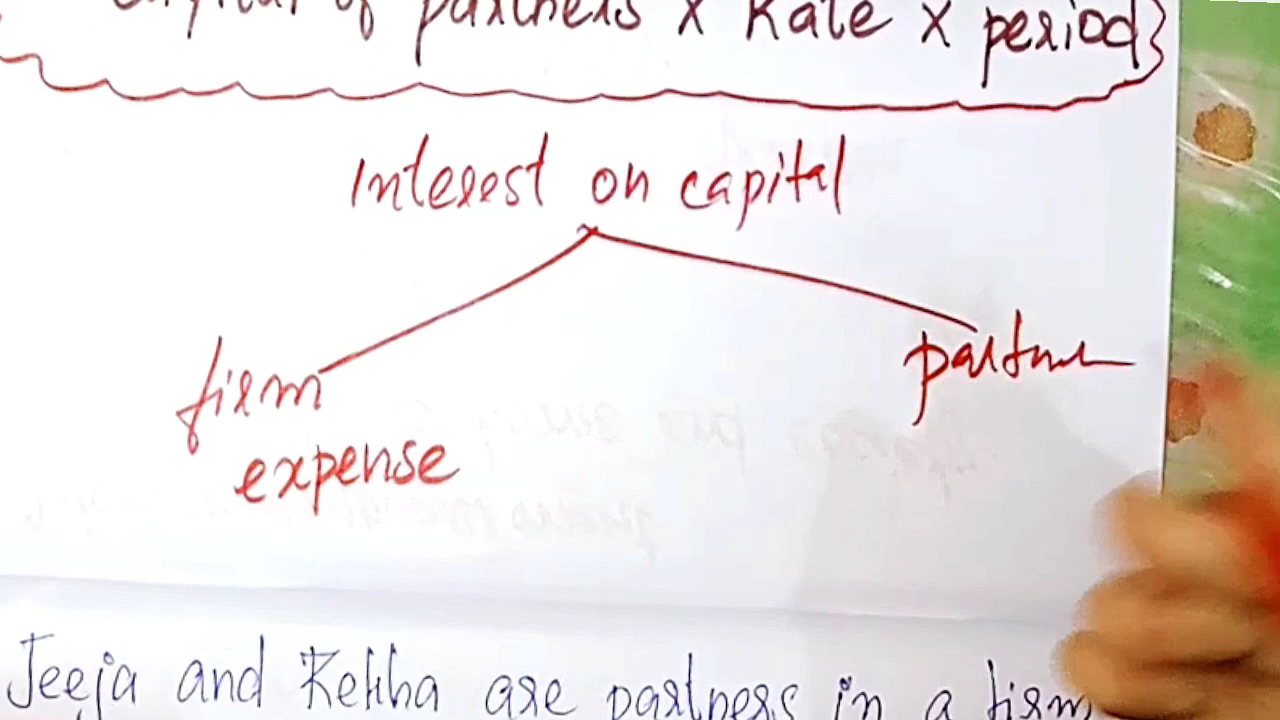 capital of partners x Rate x period}
Interest on capital
firm
expense
partner
Jeeja and Rekha are partners in a firm